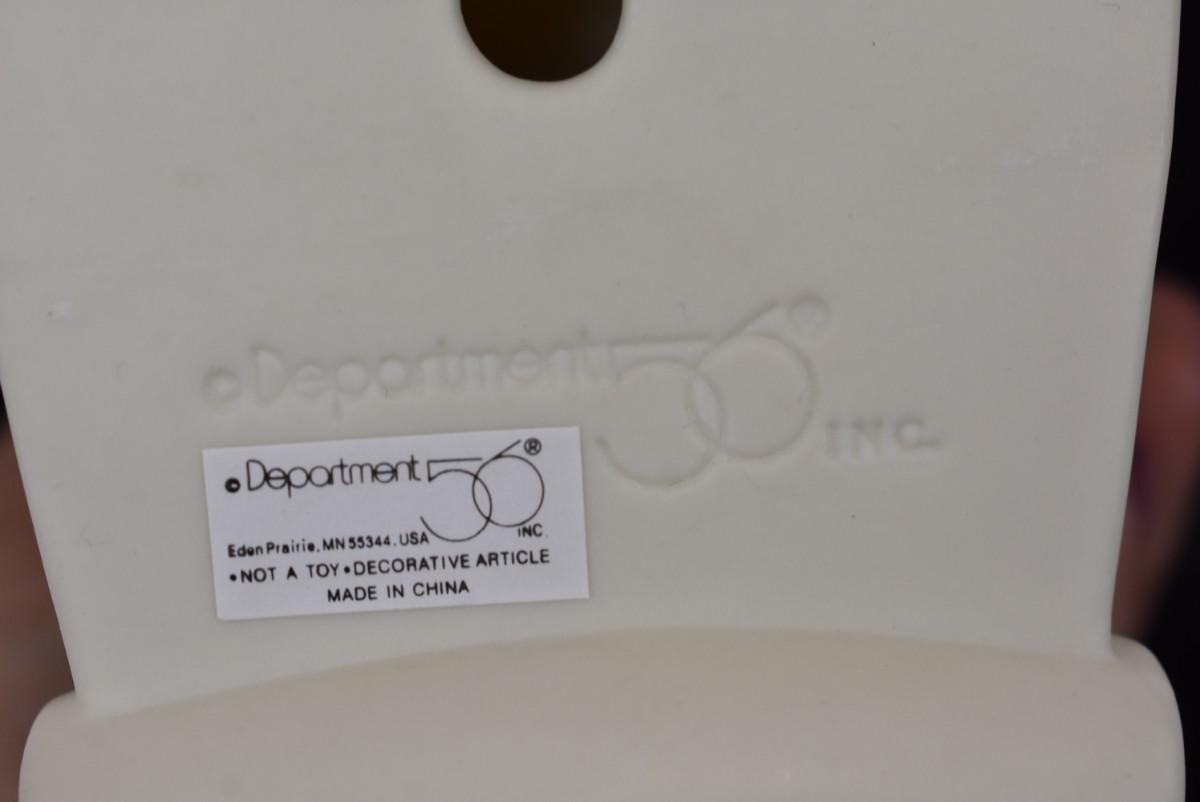 ©Department 56®
INC.
©Department 56®
INC.
Eden Prairie, MN 55344. USA
•NOT A TOY•DECORATIVE ARTICLE
MADE IN CHINA